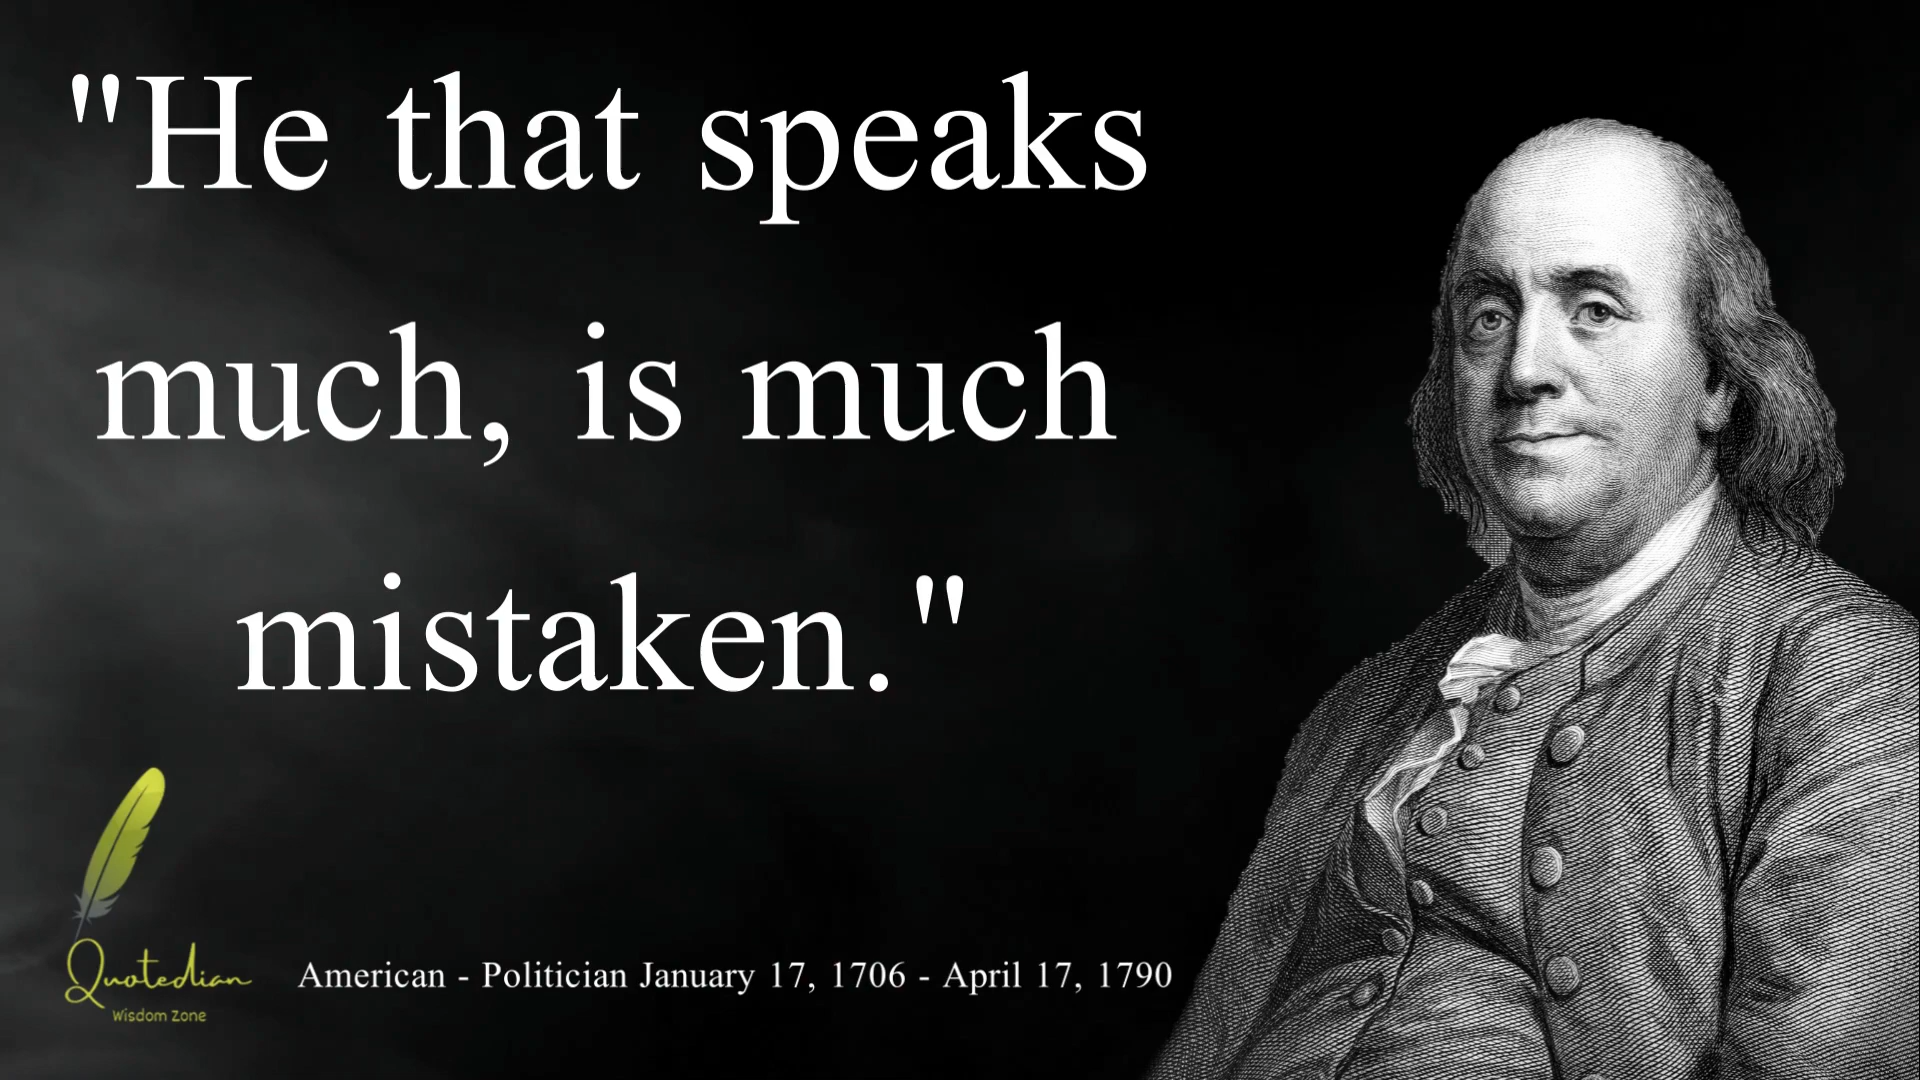 "He that speaks
much, is much
mistaken."
Quotedian
Wisdom Zone
American - Politician January 17, 1706 - April 17, 1790